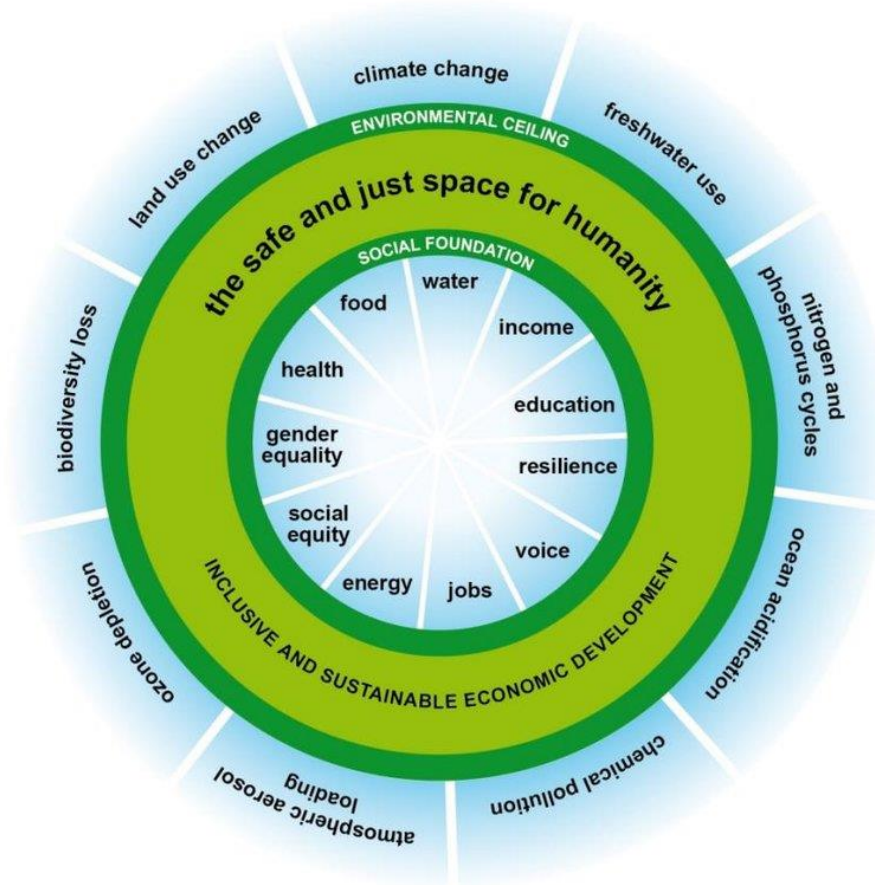 climate change
freshwater use
nitrogen and
phosphorus cycles
ocean acidification
chemical pollution
atmospheric aerosol
loading
ozone depletion
biodiversity loss
land use change
ENVIRONMENTAL CEILING
the safe and just space for humanity
SOCIAL FOUNDATION
water
income
education
resilience
voice
jobs
energy
social
equity
gender
equality
health
food
INCLUSIVE AND SUSTAINABLE ECONOMIC DEVELOPMENT